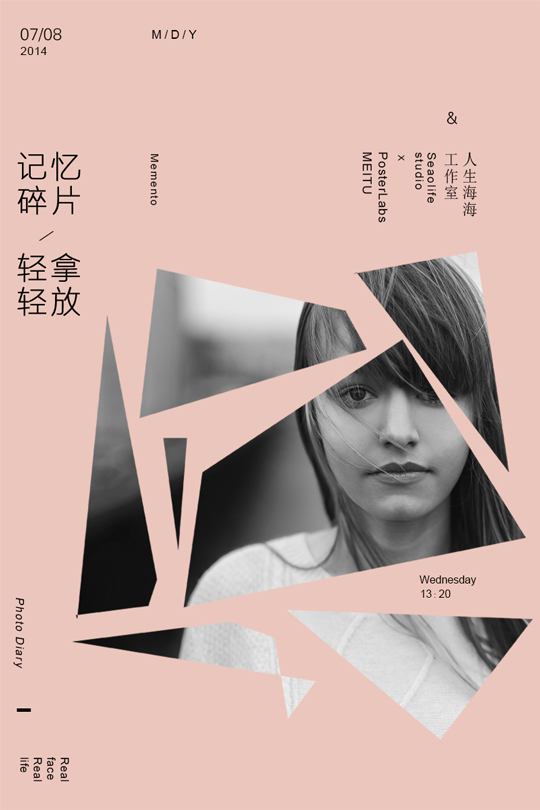 07/08
2014
M/D/Y
&
记忆
碎片
/
轻拿
轻放
Memento
人生海海
工作室
Seaolife
studio
x
PosterLabs
MEITU
Wednesday
13:20
Photo Diary
Real
face
Real
life